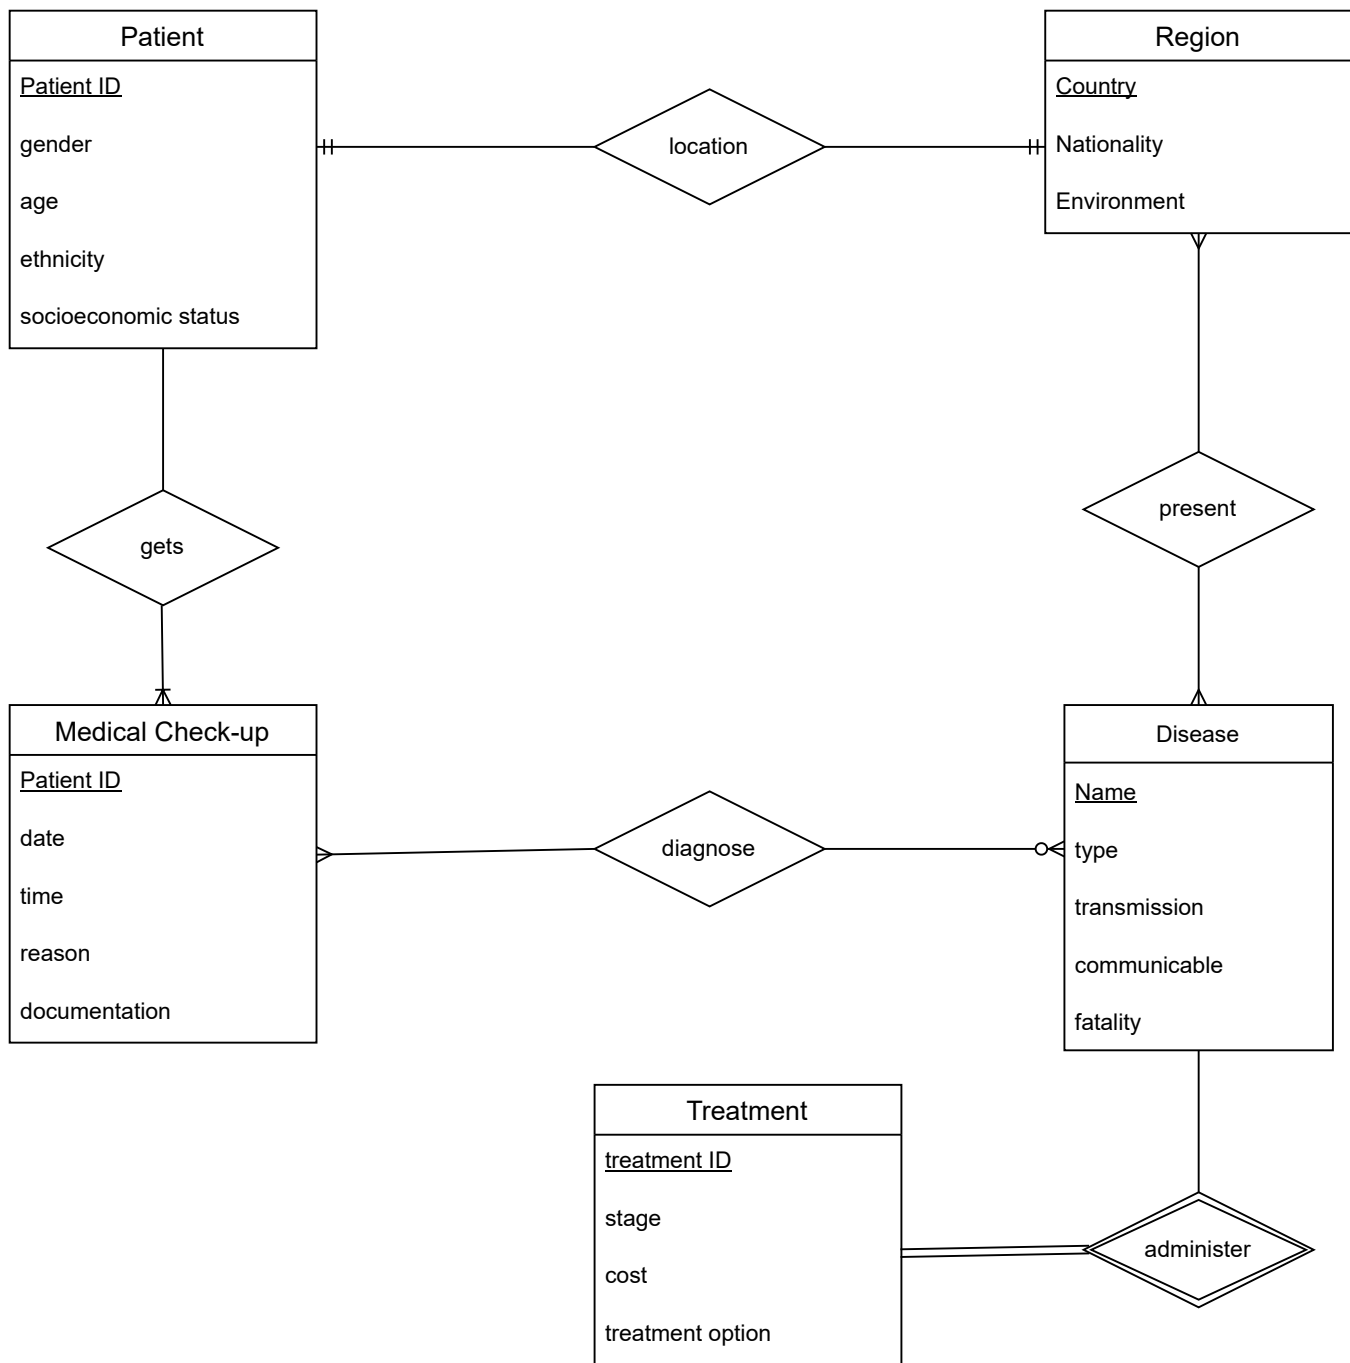 Patient
Patient ID
gender
age
ethnicity
socioeconomic status
location
Region
Country
Nationality
Environment
gets
present
Medical Check-up
Patient ID
date
time
reason
documentation
diagnose
Disease
Name
type
transmission
communicable
fatality
Treatment
treatment ID
stage
cost
treatment option
administer